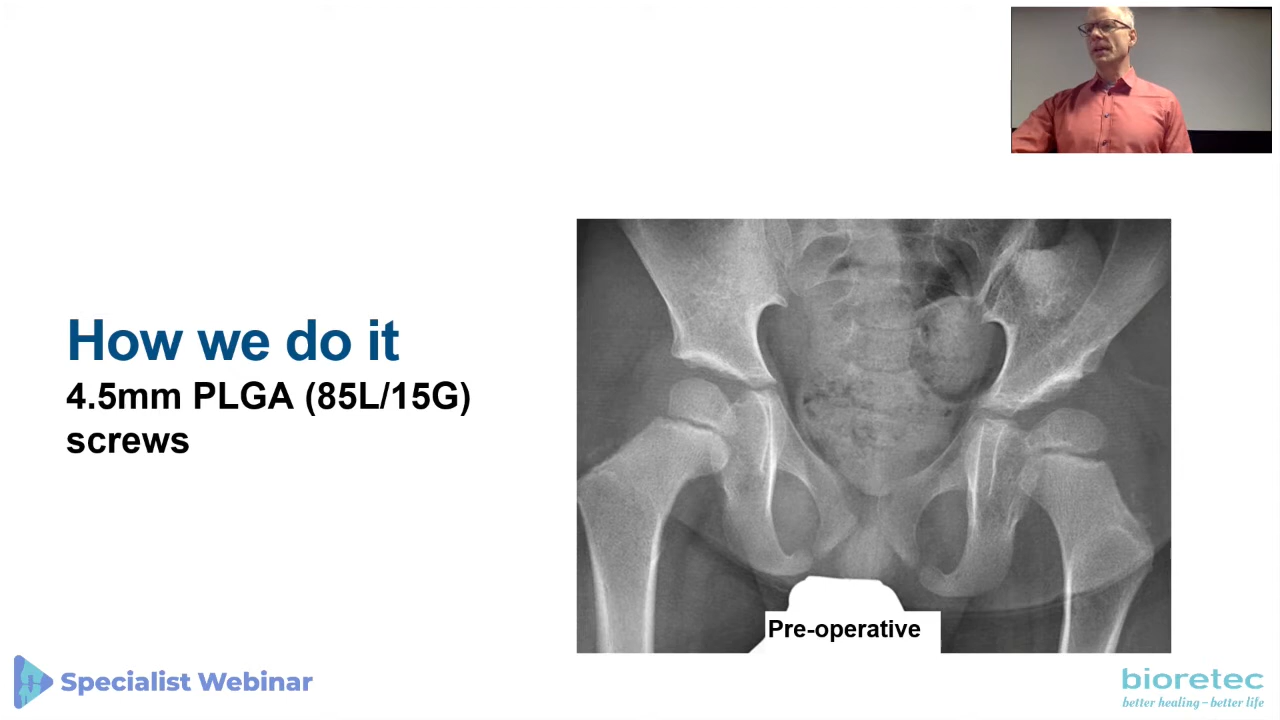 How we do it
4.5mm PLGA (85L/15G)
screws
Pre-operative
Specialist Webinar
bioretec
better healing – better life